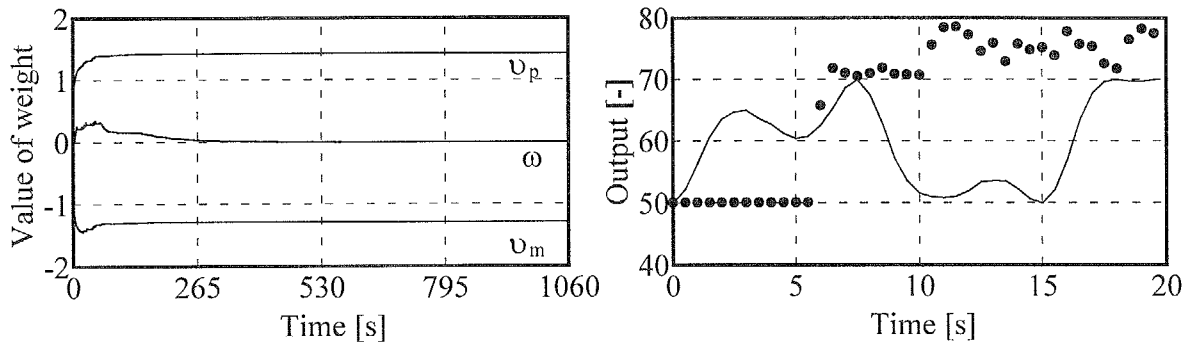 Value of weight
2
1
0
-1
-2
υp
ω
υm
0 265 530 795 1060
Time [s]
Output [-]
80
70
60
50
40
0 5 10 15 20
Time [s]